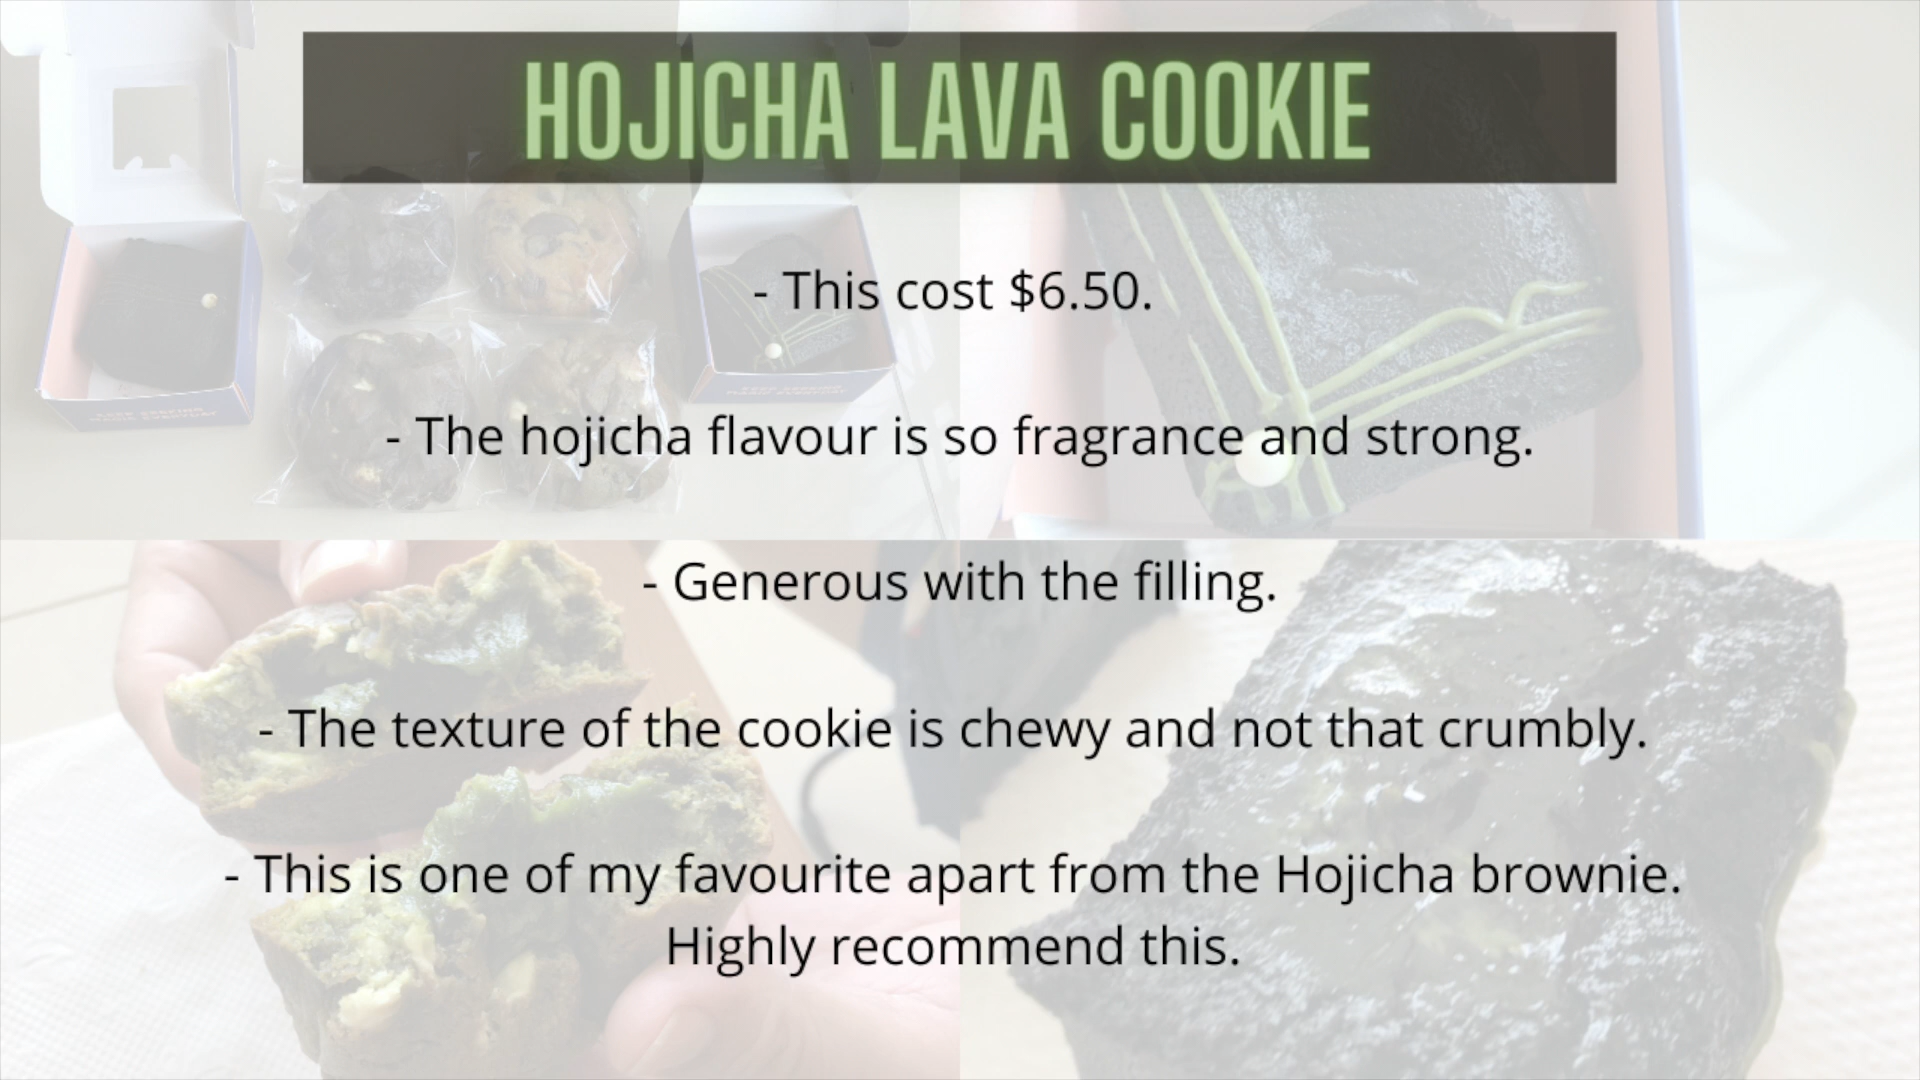 HOJICHA LAVA COOKIE
- This cost $6.50.
- The hojicha flavour is so fragrance and strong.
- Generous with the filling.
- The texture of the cookie is chewy and not that crumbly.
- This is one of my favourite apart from the Hojicha brownie.
Highly recommend this.